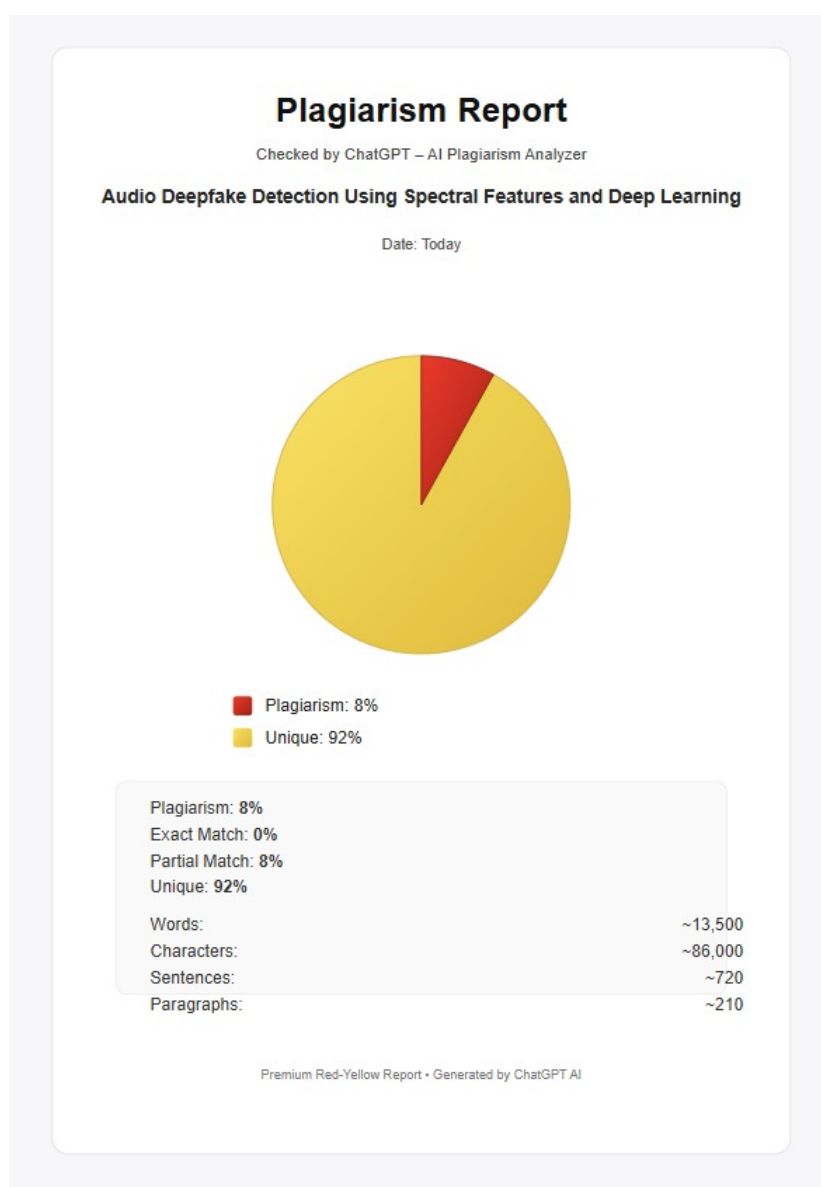 Plagiarism Report
Checked by ChatGPT – AI Plagiarism Analyzer
Audio Deepfake Detection Using Spectral Features and Deep Learning
Date: Today
Plagiarism: 8%
Unique: 92%
Plagiarism: 8%
Exact Match: 0%
Partial Match: 8%
Unique: 92%
Words: ~13,500
Characters: ~86,000
Sentences: ~720
Paragraphs: ~210
Premium Red-Yellow Report • Generated by ChatGPT AI